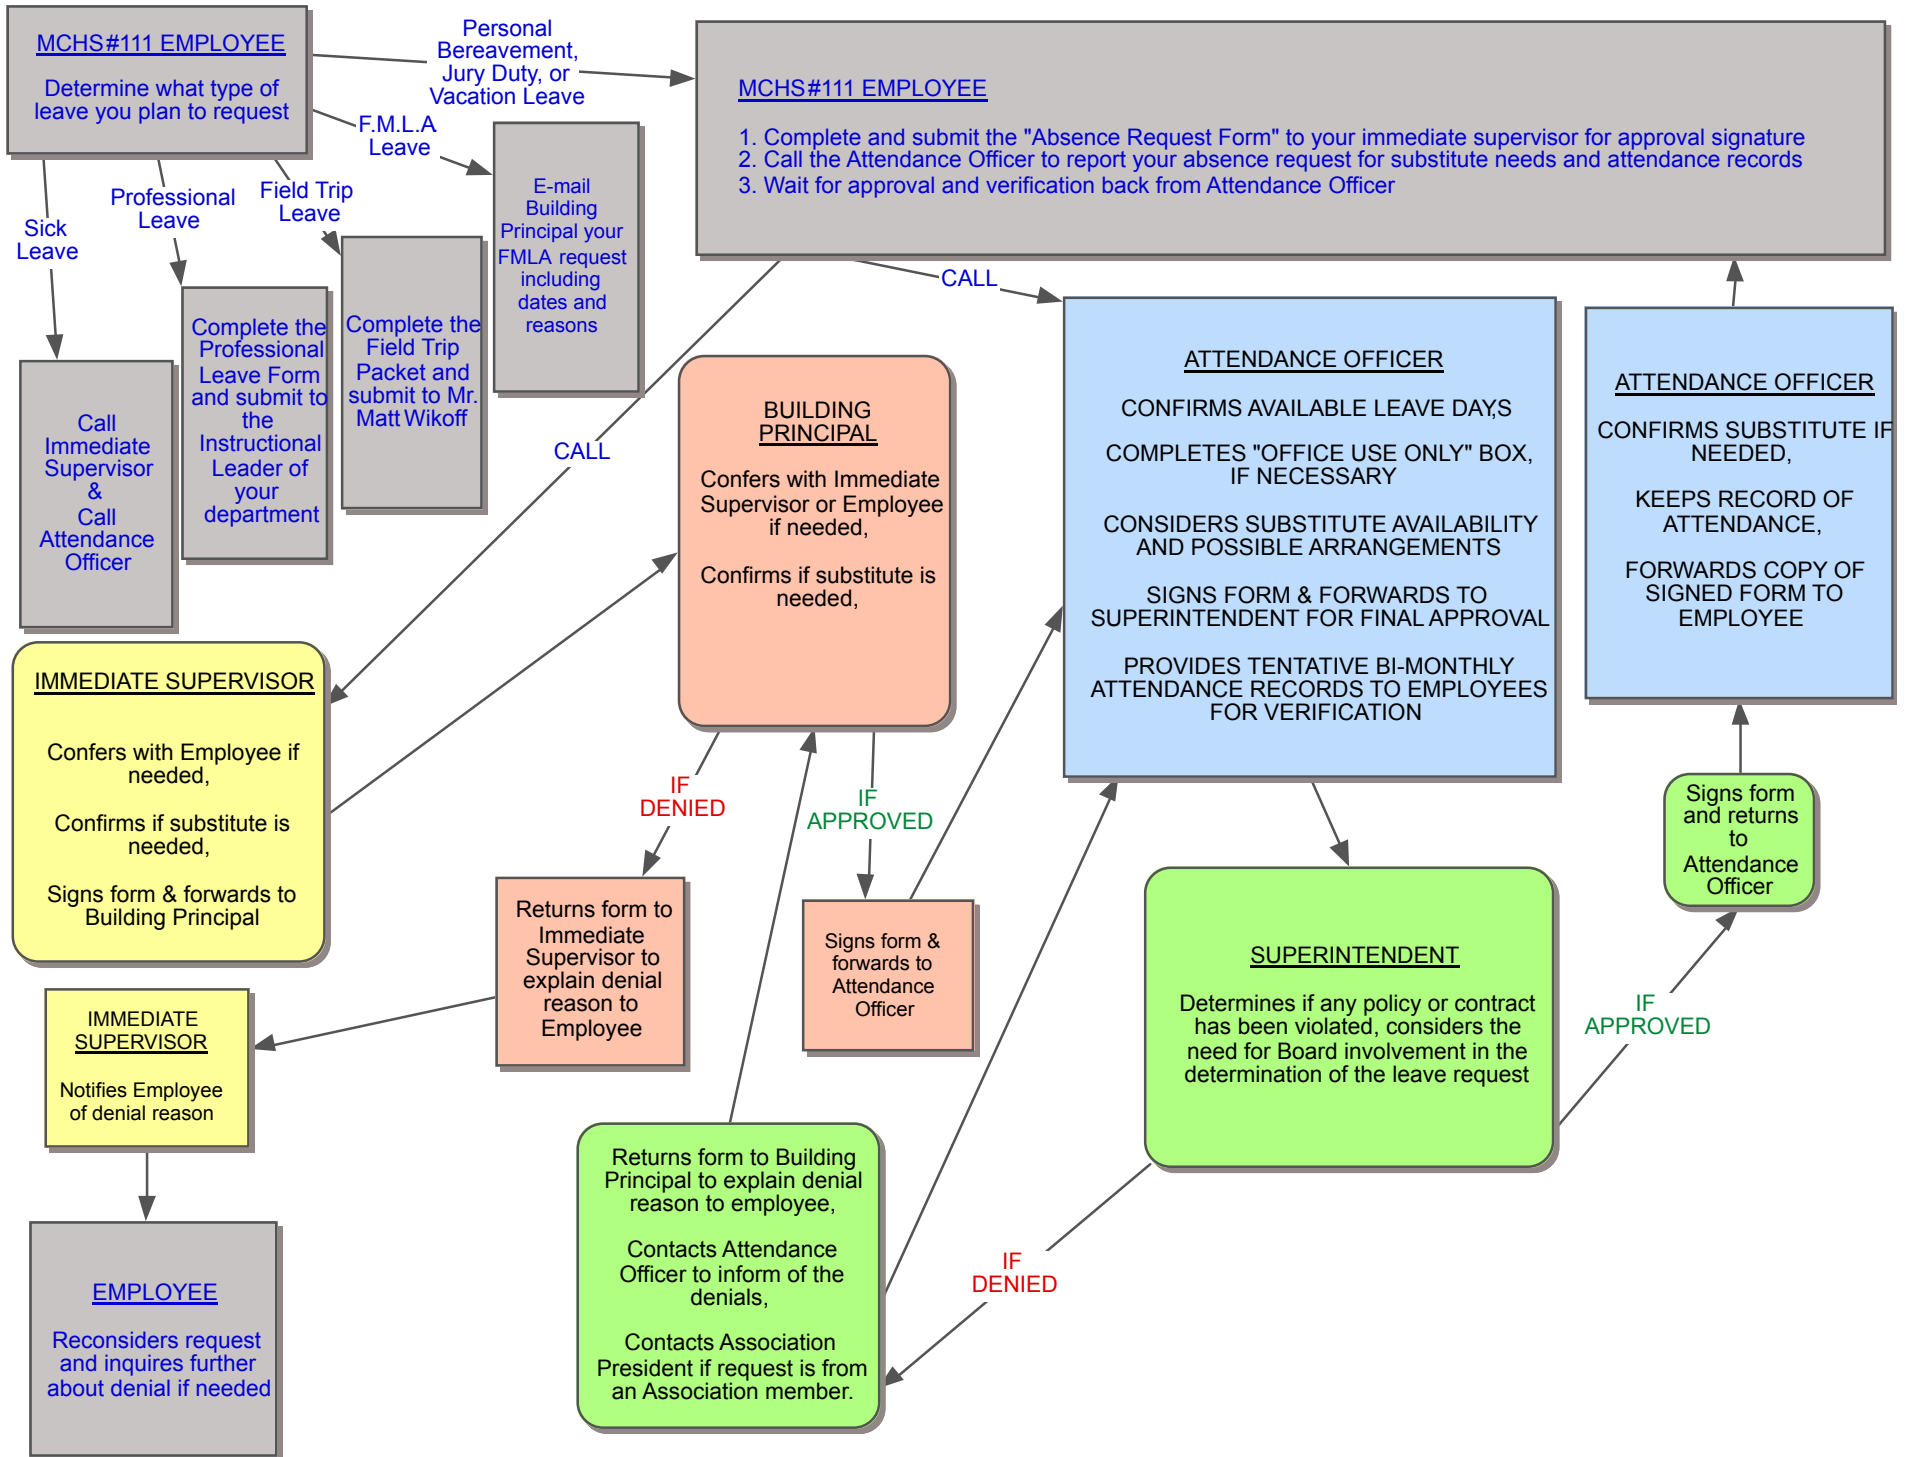 MCHS#111 EMPLOYEE
Determine what type of
leave you plan to request
Personal
Bereavement,
Jury Duty, or
Vacation Leave
F.M.L.A
Leave
Field Trip
Leave
Professional
Leave
Sick
Leave
MCHS#111 EMPLOYEE
1. Complete and submit the "Absence Request Form" to your immediate supervisor for approval signature
2. Call the Attendance Officer to report your absence request for substitute needs and attendance records
3. Wait for approval and verification back from Attendance Officer
E-mail
Building
Principal your
FMLA request
including
dates and
reasons
Complete the
Field Trip
Packet and
submit to Mr.
Matt Wikoff
Complete the
Professional
Leave Form
and submit to
the
Instructional
Leader of
your
department
Call
Immediate
Supervisor
&
Call
Attendance
Officer
CALL
CALL
IMMEDIATE SUPERVISOR
Confers with Employee if
needed,
Confirms if substitute is
needed,
Signs form & forwards to
Building Principal
BUILDING
PRINCIPAL
Confers with Immediate
Supervisor or Employee
if needed,
Confirms if substitute is
needed,
ATTENDANCE OFFICER
CONFIRMS AVAILABLE LEAVE DAY,S
COMPLETES "OFFICE USE ONLY" BOX,
IF NECESSARY
CONSIDERS SUBSTITUTE AVAILABILITY
AND POSSIBLE ARRANGEMENTS
SIGNS FORM & FORWARDS TO
SUPERINTENDENT FOR FINAL APPROVAL
PROVIDES TENTATIVE BI-MONTHLY
ATTENDANCE RECORDS TO EMPLOYEES
FOR VERIFICATION
ATTENDANCE OFFICER
CONFIRMS SUBSTITUTE IF
NEEDED,
KEEPS RECORD OF
ATTENDANCE,
FORWARDS COPY OF
SIGNED FORM TO
EMPLOYEE
IF
DENIED
IF
APPROVED
Signs form
and returns
to
Attendance
Officer
Returns form to
Immediate
Supervisor to
explain denial
reason to
Employee
Signs form &
forwards to
Attendance
Officer
SUPERINTENDENT
Determines if any policy or contract
has been violated, considers the
need for Board involvement in the
determination of the leave request
IF
APPROVED
IMMEDIATE
SUPERVISOR
Notifies Employee
of denial reason
Returns form to Building
Principal to explain denial
reason to employee,
Contacts Attendance
Officer to inform of the
denials,
Contacts Association
President if request is from
an Association member.
IF
DENIED
EMPLOYEE
Reconsiders request
and inquires further
about denial if needed